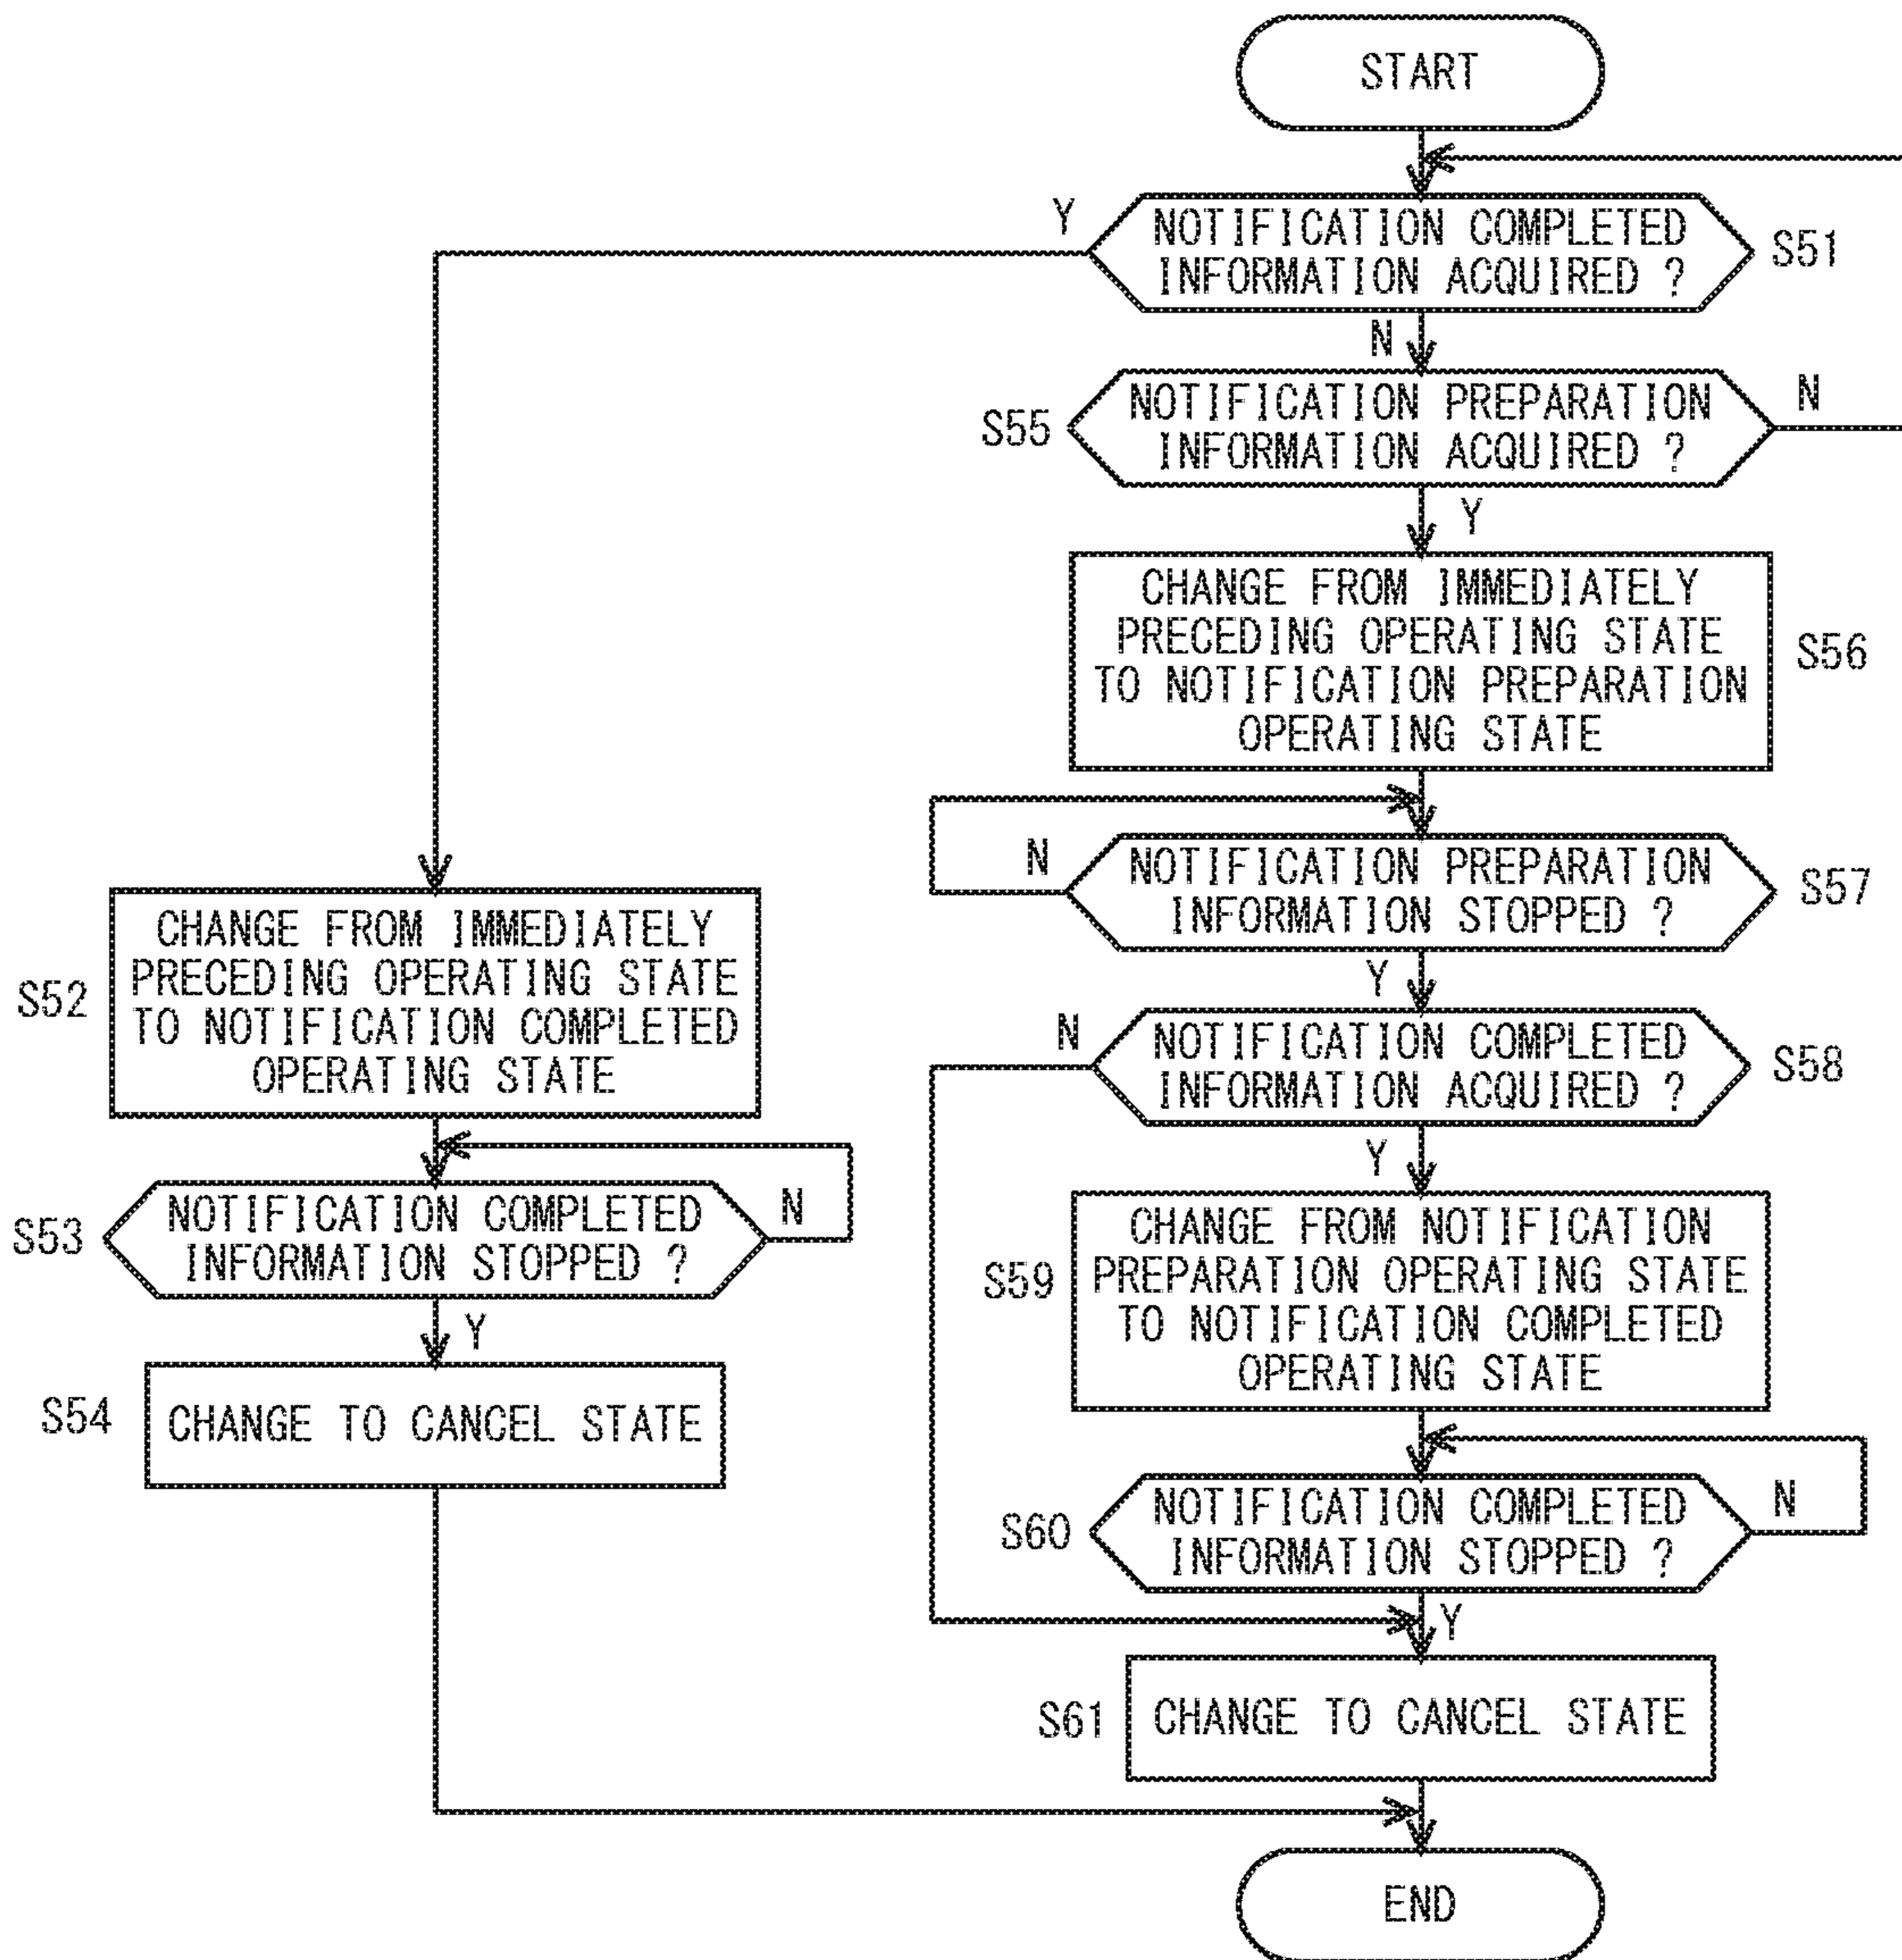 START
Y
NOTIFICATION COMPLETED
INFORMATION ACQUIRED ?
S51
N
S55
NOTIFICATION PREPARATION
INFORMATION ACQUIRED ?
N
Y
CHANGE FROM IMMEDIATELY
PRECEDING OPERATING STATE
TO NOTIFICATION PREPARATION
OPERATING STATE
S56
N
NOTIFICATION PREPARATION
INFORMATION STOPPED ?
S57
Y
S52
CHANGE FROM IMMEDIATELY
PRECEDING OPERATING STATE
TO NOTIFICATION COMPLETED
OPERATING STATE
N
NOTIFICATION COMPLETED
INFORMATION ACQUIRED ?
S58
Y
S53
NOTIFICATION COMPLETED
INFORMATION STOPPED ?
N
Y
S59
CHANGE FROM NOTIFICATION
PREPARATION OPERATING STATE
TO NOTIFICATION COMPLETED
OPERATING STATE
S54
CHANGE TO CANCEL STATE
S60
NOTIFICATION COMPLETED
INFORMATION STOPPED ?
N
Y
S61
CHANGE TO CANCEL STATE
END